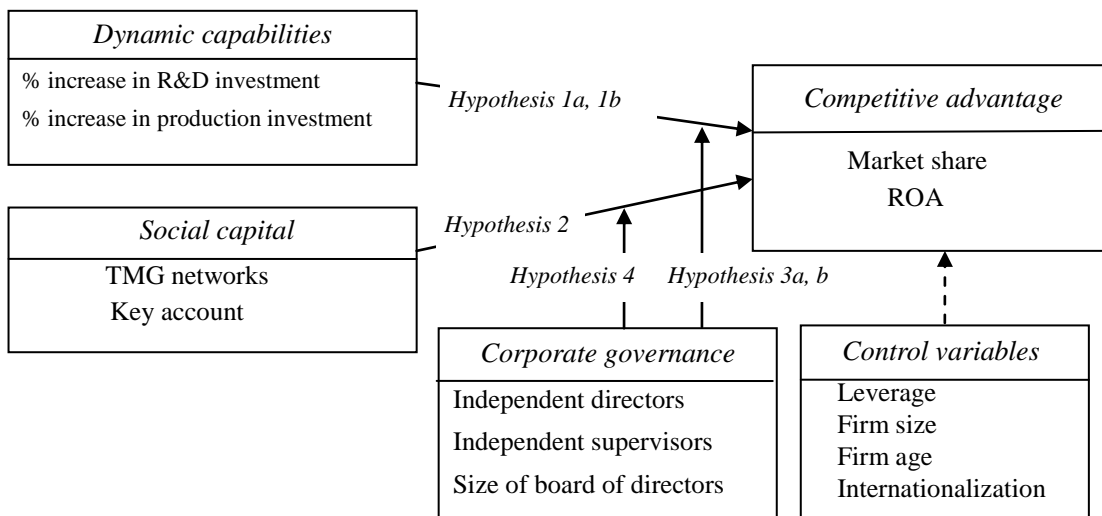 Dynamic capabilities
% increase in R&D investment
% increase in production investment
Hypothesis 1a, 1b
Competitive advantage
Market share
ROA
Social capital
TMG networks
Key account
Hypothesis 2
Hypothesis 4
Hypothesis 3a, b
Corporate governance
Independent directors
Independent supervisors
Size of board of directors
Control variables
Leverage
Firm size
Firm age
Internationalization